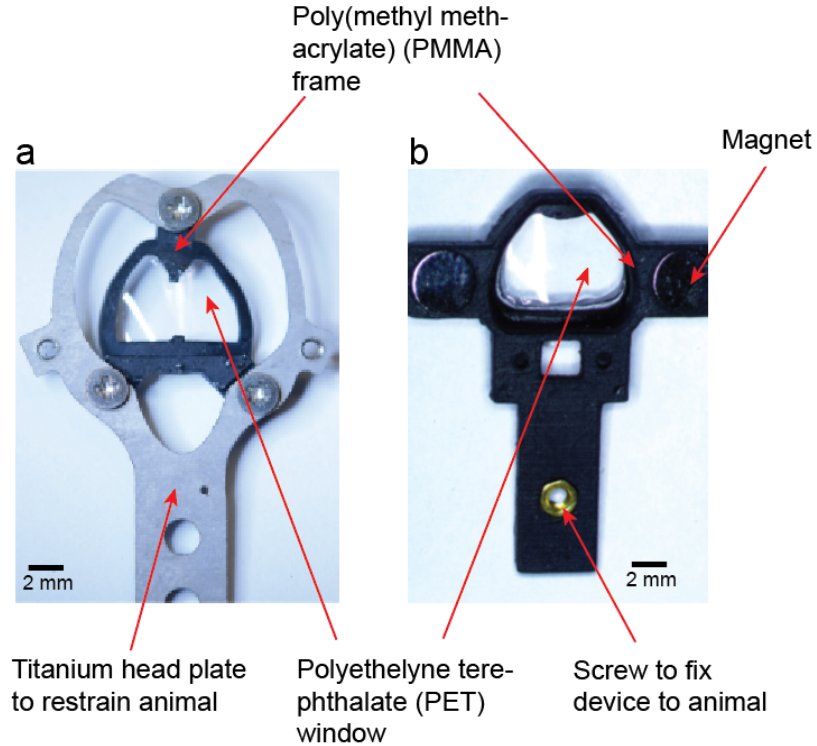 Poly(methyl meth-
acrylate) (PMMA)
frame
Magnet
a
b
2 mm
2 mm
Titanium head plate
to restrain animal
Polyethelyne tere-
phthalate (PET)
window
Screw to fix
device to animal